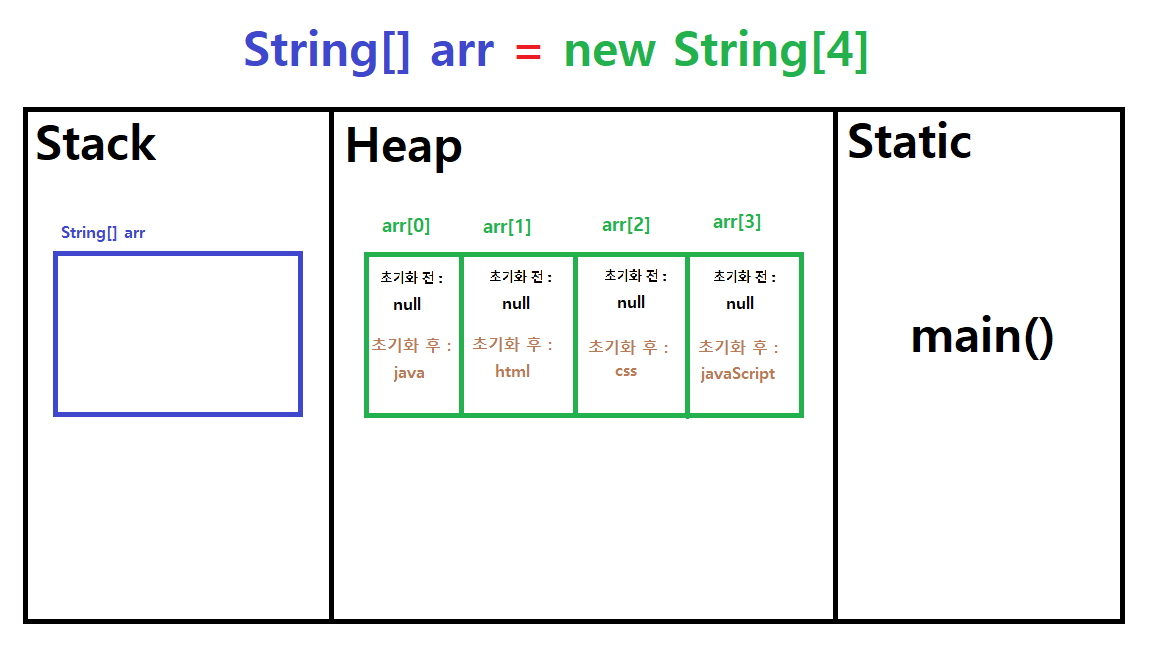 String[] arr = new String[4]
Stack
Heap
Static
String[] arr
arr[0]
arr[1]
arr[2]
arr[3]
초기화 전 :
null
초기화 후 :
java
초기화 전 :
null
초기화 후 :
html
초기화 전 :
null
초기화 후 :
css
초기화 전 :
null
초기화 후 :
javaScript
main()